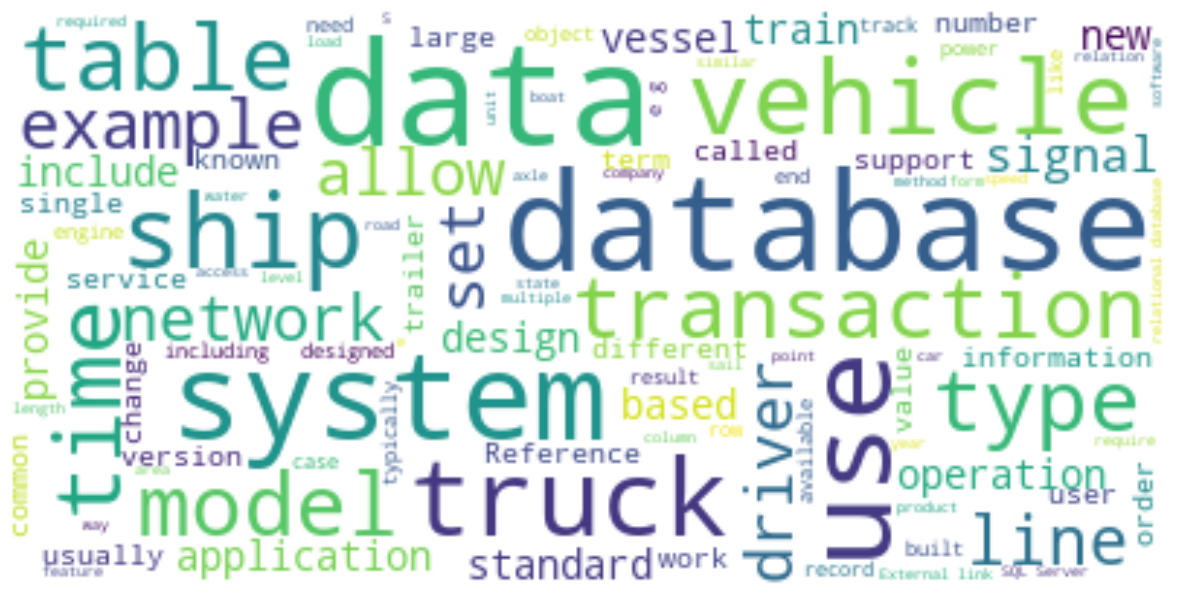 required
need
load
s
large
object
vessel
train
track
number
new
power
relation
software
table
data
similar
vehicle
like
example
unit
boat
go
e
known
allow
term
company
called
support
signal
include
axle
end
method
form
speed
single
water
ship
road
set
database
engine
service
access
level
trailer
state
multiple
transaction
relational database
provide
time
network
design
different
including
designed
change
sail
point
car
information
length
system
typically
result
based
row
column
driver
available
use
value
type
year
require
common
version
area
case
Reference
operation
user
order
model
truck
way
product
usually
feature
application
standard
work
record
built
line
External link
SQL Server